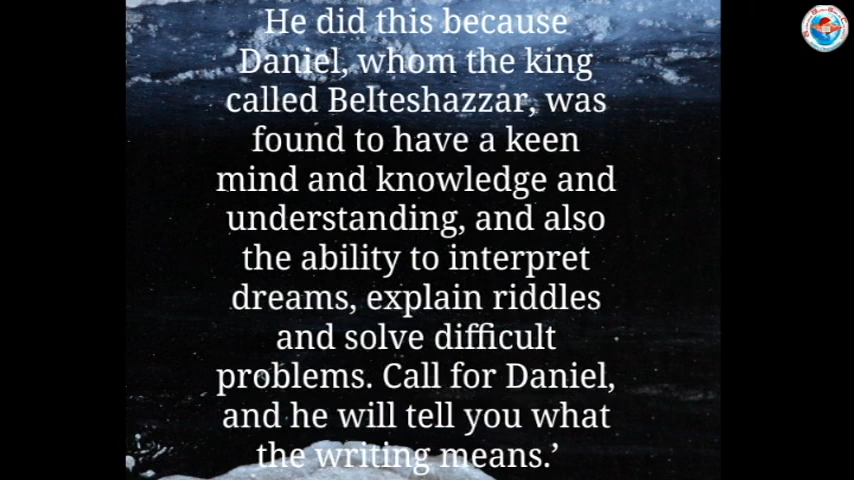 He did this because
Daniel, whom the king
called Belteshazzar, was
found to have a keen
mind and knowledge and
understanding, and also
the ability to interpret
dreams, explain riddles
and solve difficult
problems. Call for Daniel,
and he will tell you what
the writing means.’